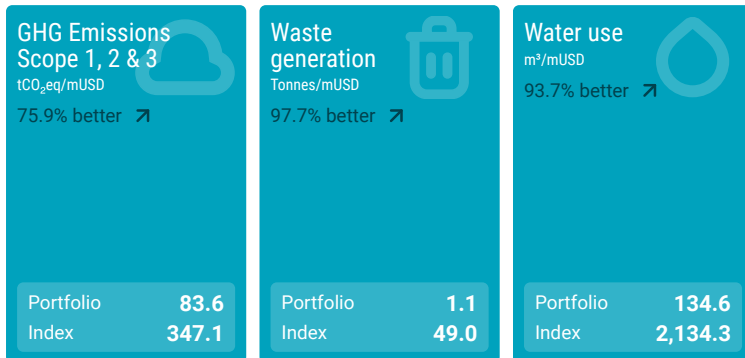 GHG Emissions
Scope 1, 2 & 3
tCO₂eq/mUSD
75.9% better
Portfolio 83.6
Index 347.1
Waste
generation
Tonnes/mUSD
97.7% better
Portfolio 1.1
Index 49.0
Water use
m³/mUSD
93.7% better
Portfolio 134.6
Index 2,134.3